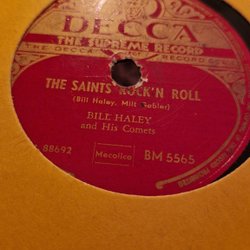 DECCA
THE SUPREME RECORD
THE SAINTS ROCK'N ROLL
(Bill Haley, Milt Gabler)
BILL HALEY
and His Comets
88692
Mecolico
BM 5565